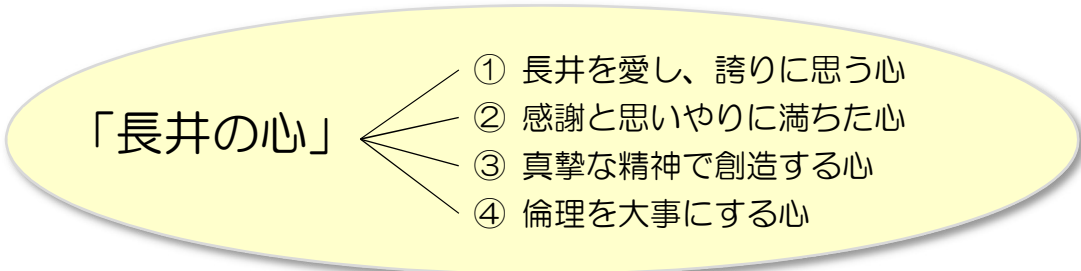 「長井の心」
① 長井を愛し、誇りに思う心
② 感謝と思いやりに満ちた心
③ 真摯な精神で創造する心
④ 倫理を大事にする心